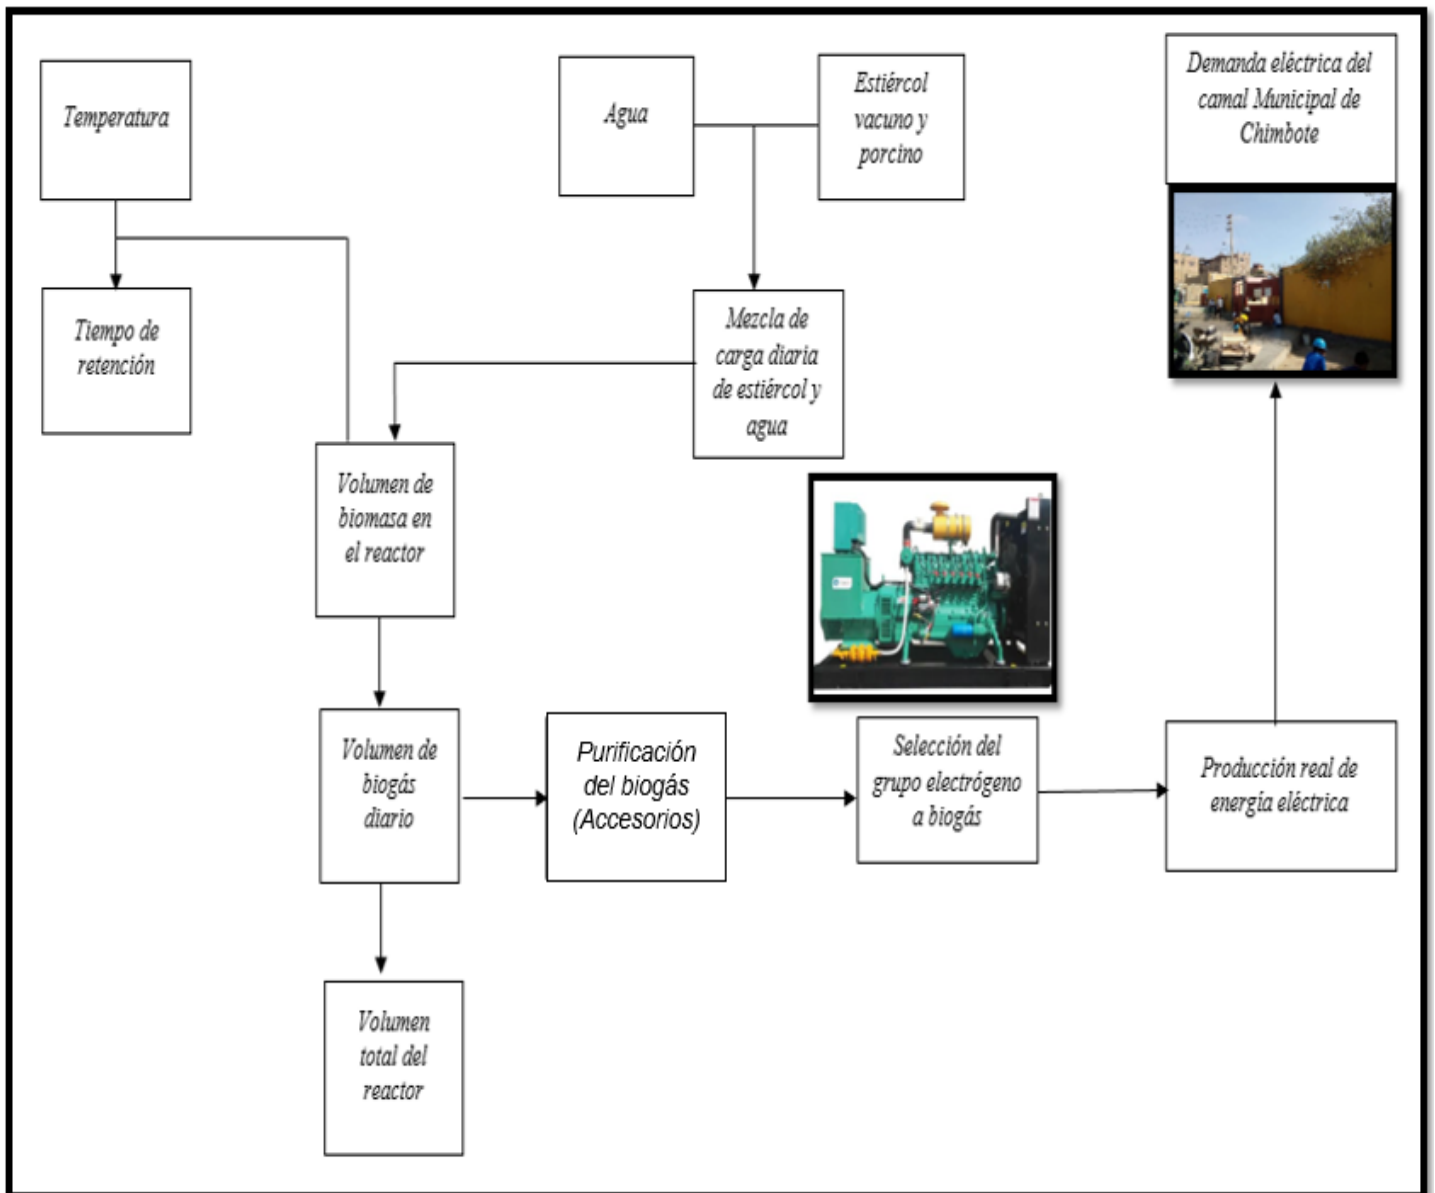 Temperatura
Agua
Estiércol
vacuno y
porcino
Demanda eléctrica del
camal Municipal de
Chimbote
Tiempo de
retención
Mezcla de
carga diaria
de estiércol y
agua
Volumen de
biomasa en
el reactor
Volumen de
biogás
diario
Purificación
del biogás
(Accesorios)
Selección del
grupo electrógeno
a biogás
Producción real de
energía eléctrica
Volumen
total del
reactor